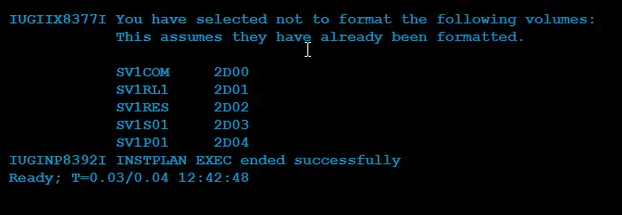 IUGIIX8377I You have selected not to format the following volumes:
This assumes they have already been formatted.
SV1COM 2D00
SV1RL1 2D01
SV1RES 2D02
SV1S01 2D03
SV1P01 2D04
IUGINP8392I INSTPLAN EXEC ended successfully
Ready; T=0.03/0.04 12:42:48